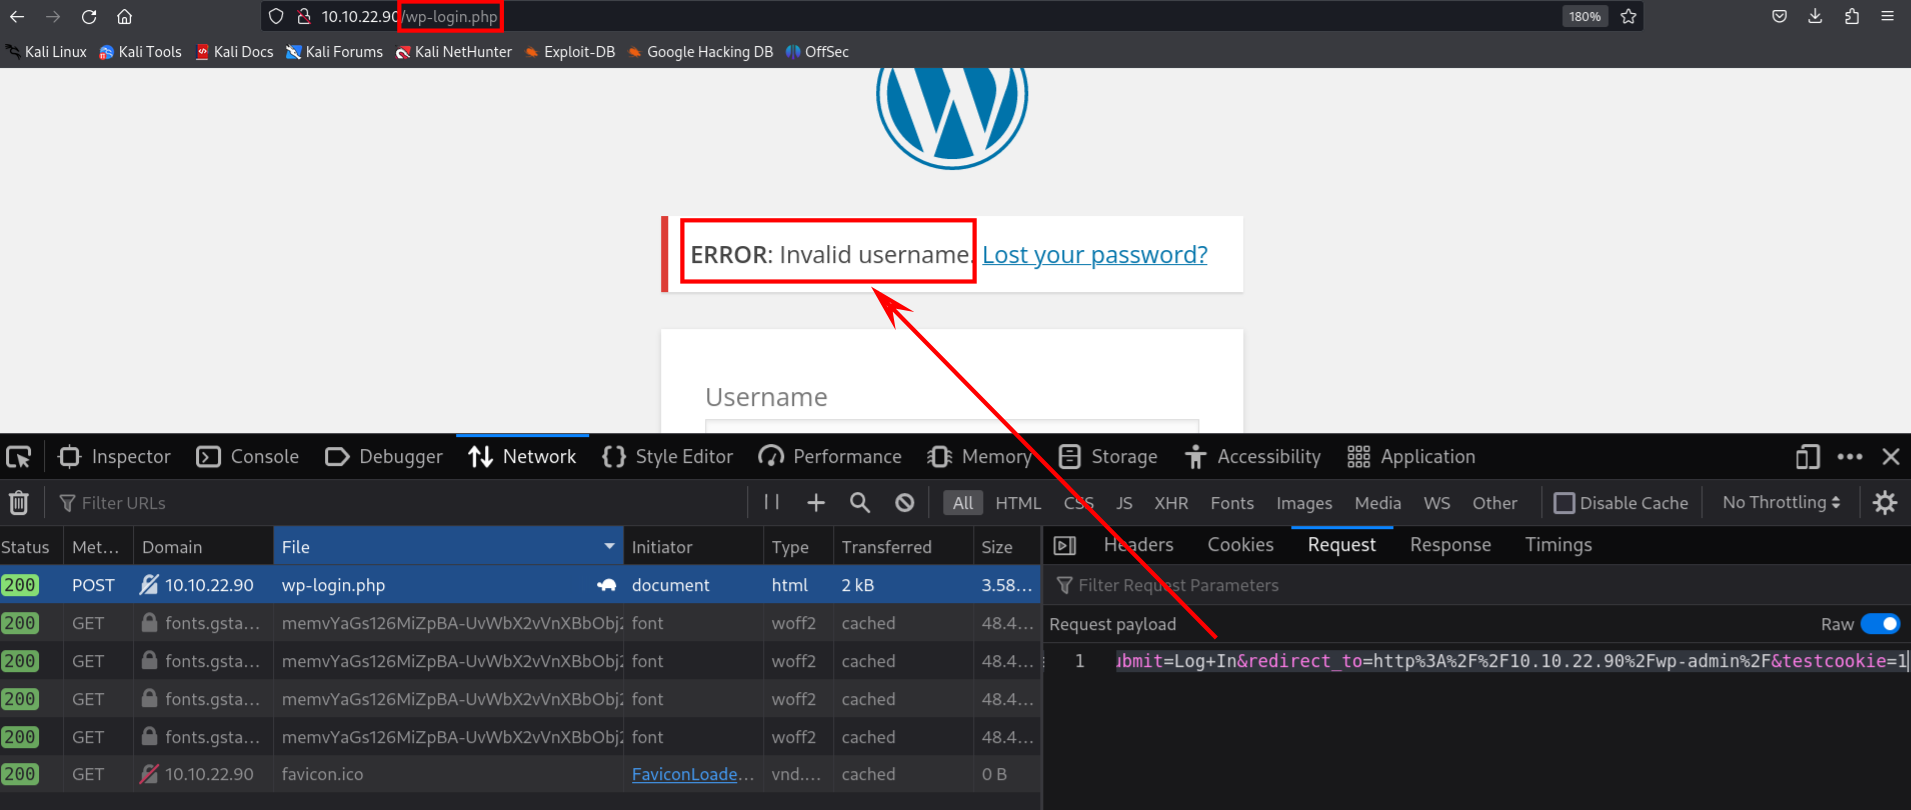 10.10.22.90/wp-login.php
180%
Kali Linux Kali Tools Kali Docs Kali Forums Kali NetHunter Exploit-DB Google Hacking DB OffSec
ERROR: Invalid username. Lost your password?
Username
Inspector Console Debugger Network Style Editor Performance Memory Storage Accessibility Application
Filter URLs All HTML CSS JS XHR Fonts Images Media WS Other Disable Cache No Throttling
Status Met... Domain File Initiator Type Transferred Size Headers Cookies Request Response Timings
200 POST 10.10.22.90 wp-login.php document html 2 kB 3.58... Filter Request Parameters
200 GET fonts.gsta... memvYaGs126MiZpBA-UvWbX2vVnXBbObj2 font woff2 cached 48.4... Request payload Raw
200 GET fonts.gsta... memvYaGs126MiZpBA-UvWbX2vVnXBbObj2 font woff2 cached 48.4... 1 ubmit=Log+In&redirect_to=http%3A%2F%2F10.10.22.90%2Fwp-admin%2F&testcookie=1
200 GET fonts.gsta... memvYaGs126MiZpBA-UvWbX2vVnXBbObj2 font woff2 cached 48.4...
200 GET fonts.gsta... memvYaGs126MiZpBA-UvWbX2vVnXBbObj2 font woff2 cached 48.4...
200 GET 10.10.22.90 favicon.ico FaviconLoade... vnd.... cached 0 B